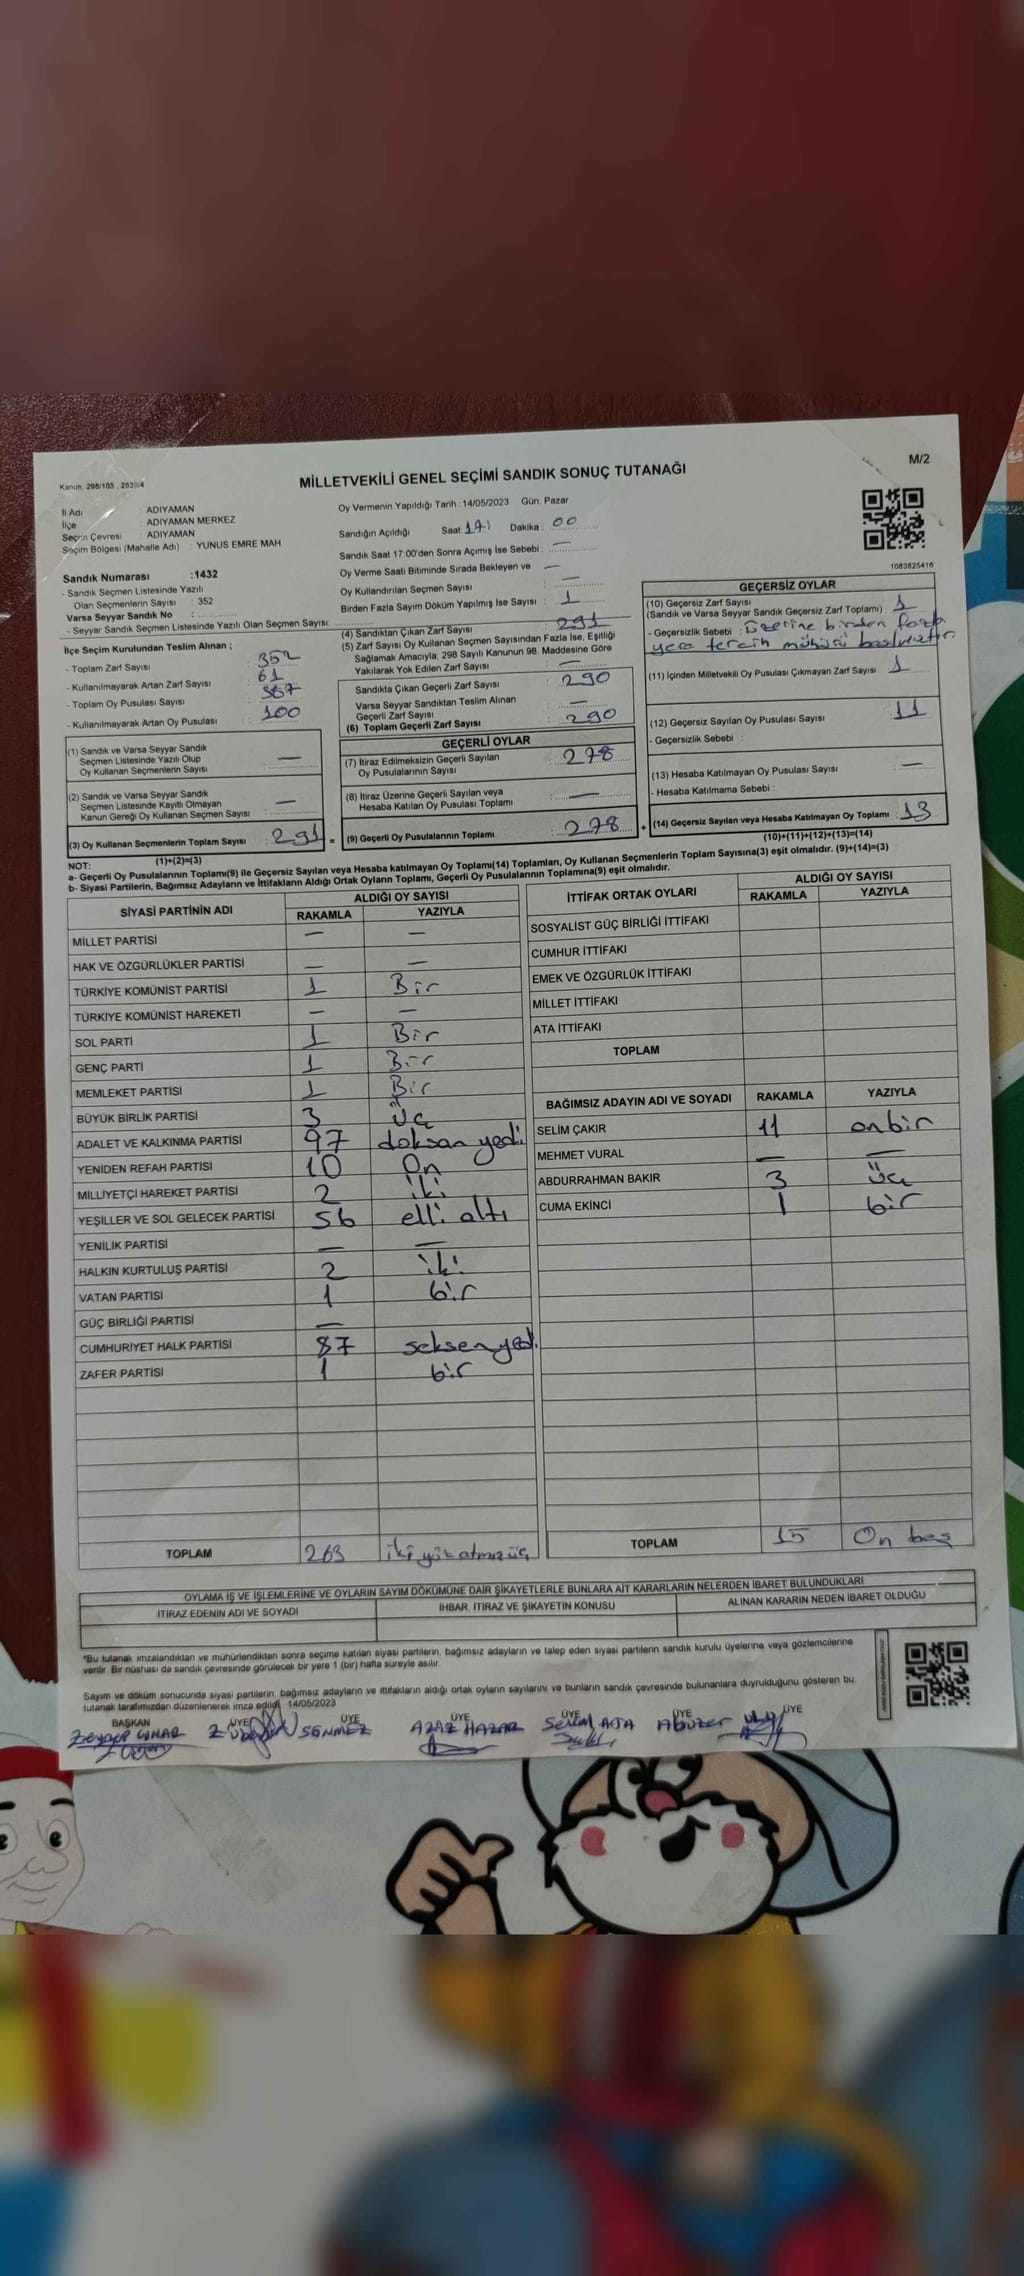 Kanun: 298/105, 2839/4
MİLLETVEKİLİ GENEL SEÇİMİ SANDIK SONUÇ TUTANAĞI
M/2
İl Adı : ADIYAMAN
İlçe : ADIYAMAN MERKEZ
Seçim Çevresi : ADIYAMAN
Seçim Bölgesi (Mahalle Adı) : YUNUS EMRE MAH.
Sandık Numarası :1432
- Sandık Seçmen Listesinde Yazılı
Olan Seçmenlerin Sayısı : 352
Varsa Seyyar Sandık No :
- Seyyar Sandık Seçmen Listesinde Yazılı Olan Seçmen Sayısı:
İlçe Seçim Kurulundan Teslim Alınan ;
- Toplam Zarf Sayısı : 352
- Kullanılmayarak Artan Zarf Sayısı : 61
- Toplam Oy Pusulası Sayısı : 387
- Kullanılmayarak Artan Oy Pusulası : 100
(1) Sandık ve Varsa Seyyar Sandık
Seçmen Listesinde Yazılı Olup
Oy Kullanan Seçmenlerin Sayısı : —
(2) Sandık ve Varsa Seyyar Sandık
Seçmen Listesinde Kayıtlı Olmayan
Kanun Gereği Oy Kullanan Seçmen Sayısı : —
(3) Oy Kullanan Seçmenlerin Toplam Sayısı : 291 =
(1)+(2)=(3)
Oy Vermenin Yapıldığı Tarih :14/05/2023 Gün: Pazar
Sandığın Açıldığı Saat Dakika : 00
Sandık Saat 17:00'den Sonra Açımış İse Sebebi : —
Oy Verme Saati Bitiminde Sırada Bekleyen ve —
Oy Kullandırılan Seçmen Sayısı : —
Birden Fazla Sayım Döküm Yapılmış İse Sayısı : 1
(4) Sandıktan Çıkan Zarf Sayısı : 291
(5) Zarf Sayısı Oy Kullanan Seçmen Sayısından Fazla İse, Eşitliği
Sağlamak Amacıyla, 298 Sayılı Kanunun 98. Maddesine Göre
Yakılarak Yok Edilen Zarf Sayısı : —
Sandıkta Çıkan Geçerli Zarf Sayısı : 290
Varsa Seyyar Sandıktan Teslim Alınan
Geçerli Zarf Sayısı : —
(6) Toplam Geçerli Zarf Sayısı : 290
GEÇERLİ OYLAR
(7) İtiraz Edilmeksizin Geçerli Sayılan
Oy Pusulalarının Sayısı : 278
(8) İtiraz Üzerine Geçerli Sayılan veya
Hesaba Katılan Oy Pusulası Toplamı : —
(9) Geçerli Oy Pusulalarının Toplamı : 278 +
1063625416
GEÇERSİZ OYLAR
(10) Geçersiz Zarf Sayısı
(Sandık ve Varsa Seyyar Sandık Geçersiz Zarf Toplamı) : 1
- Geçersizlik Sebebi : üzerine birden fazla
yere tercih mühürü basılmıştır.
(11) İçinden Milletvekili Oy Pusulası Çıkmayan Zarf Sayısı : 1
(12) Geçersiz Sayılan Oy Pusulası Sayısı : 11
- Geçersizlik Sebebi :
(13) Hesaba Katılmayan Oy Pusulası Sayısı : —
- Hesaba Katılmama Sebebi :
(14) Geçersiz Sayılan veya Hesaba Katılmayan Oy Toplamı : 13
(10)+(11)+(12)+(13)=(14)
NOT:
a- Geçerli Oy Pusulalarının Toplamı(9) ile Geçersiz Sayılan veya Hesaba katılmayan Oy Toplamı(14) Toplamları, Oy Kullanan Seçmenlerin Toplam Sayısına(3) eşit olmalıdır. (9)+(14)=(3)
b- Siyasi Partilerin, Bağımsız Adayların ve İttifakların Aldığı Ortak Oyların Toplamı, Geçerli Oy Pusulalarının Toplamına(9) eşit olmalıdır.
SİYASİ PARTİNİN ADI ALDIĞI OY SAYISI
RAKAMLA YAZIYLA
MİLLET PARTİSİ — —
HAK VE ÖZGÜRLÜKLER PARTİSİ — —
TÜRKİYE KOMÜNİST PARTİSİ 1 Bir
TÜRKİYE KOMÜNİST HAREKETİ — —
SOL PARTİ 1 Bir
GENÇ PARTİ 1 Bir
MEMLEKET PARTİSİ 1 Bir
BÜYÜK BİRLİK PARTİSİ 3 üç
ADALET VE KALKINMA PARTİSİ 97 doksan yedi
YENİDEN REFAH PARTİSİ 10 On
MİLLİYETÇİ HAREKET PARTİSİ 2 iki
YEŞİLLER VE SOL GELECEK PARTİSİ 56 elli altı
YENİLİK PARTİSİ — —
HALKIN KURTULUŞ PARTİSİ 2 iki
VATAN PARTİSİ 1 bir
GÜÇ BİRLİĞİ PARTİSİ —
CUMHURİYET HALK PARTİSİ 87 seksen yedi
ZAFER PARTİSİ 1 bir
TOPLAM 263 iki yüz atmış üç
İTTİFAK ORTAK OYLARI ALDIĞI OY SAYISI
RAKAMLA YAZIYLA
SOSYALİST GÜÇ BİRLİĞİ İTTİFAKI
CUMHUR İTTİFAKI
EMEK VE ÖZGÜRLÜK İTTİFAKI
MİLLET İTTİFAKI
ATA İTTİFAKI
TOPLAM
BAĞIMSIZ ADAYIN ADI VE SOYADI RAKAMLA YAZIYLA
SELİM ÇAKIR 11 onbir
MEHMET VURAL — —
ABDURRAHMAN BAKIR 3 üç
CUMA EKİNCİ 1 bir
TOPLAM 15 On beş
OYLAMA İŞ VE İŞLEMLERİNE VE OYLARIN SAYIM DÖKÜMÜNE DAİR ŞİKAYETLERLE BUNLARA AİT KARARLARIN NELERDEN İBARET BULUNDUKLARI
İTİRAZ EDENİN ADI VE SOYADI İHBAR, İTİRAZ VE ŞİKAYETİN KONUSU ALINAN KARARIN NEDEN İBARET OLDUĞU
*Bu tutanak imzalandıktan ve mühürlendikten sonra seçime katılan siyasi partilerin, bağımsız adayların ve talep eden siyasi partilerin sandık kurulu üyelerine veya gözlemcilerine
verilir. Bir nüshası da sandık çevresinde görülecek bir yere 1 (bir) hafta süreyle asılır.
Sayım ve döküm sonucunda siyasi partilerin, bağımsız adayların ve ittifakların aldığı ortak oyların sayılarını ve bunların sandık çevresinde bulunanlara duyrulduğunu gösteren bu
tutanak tarafımızdan düzenlenerek imza edildi. 14/05/2023
BAŞKAN ÜYE ÜYE ÜYE ÜYE ÜYE ÜYE
Zeynep ÇINAR SÖNMEZ AZAZ HAZAR Abuzer